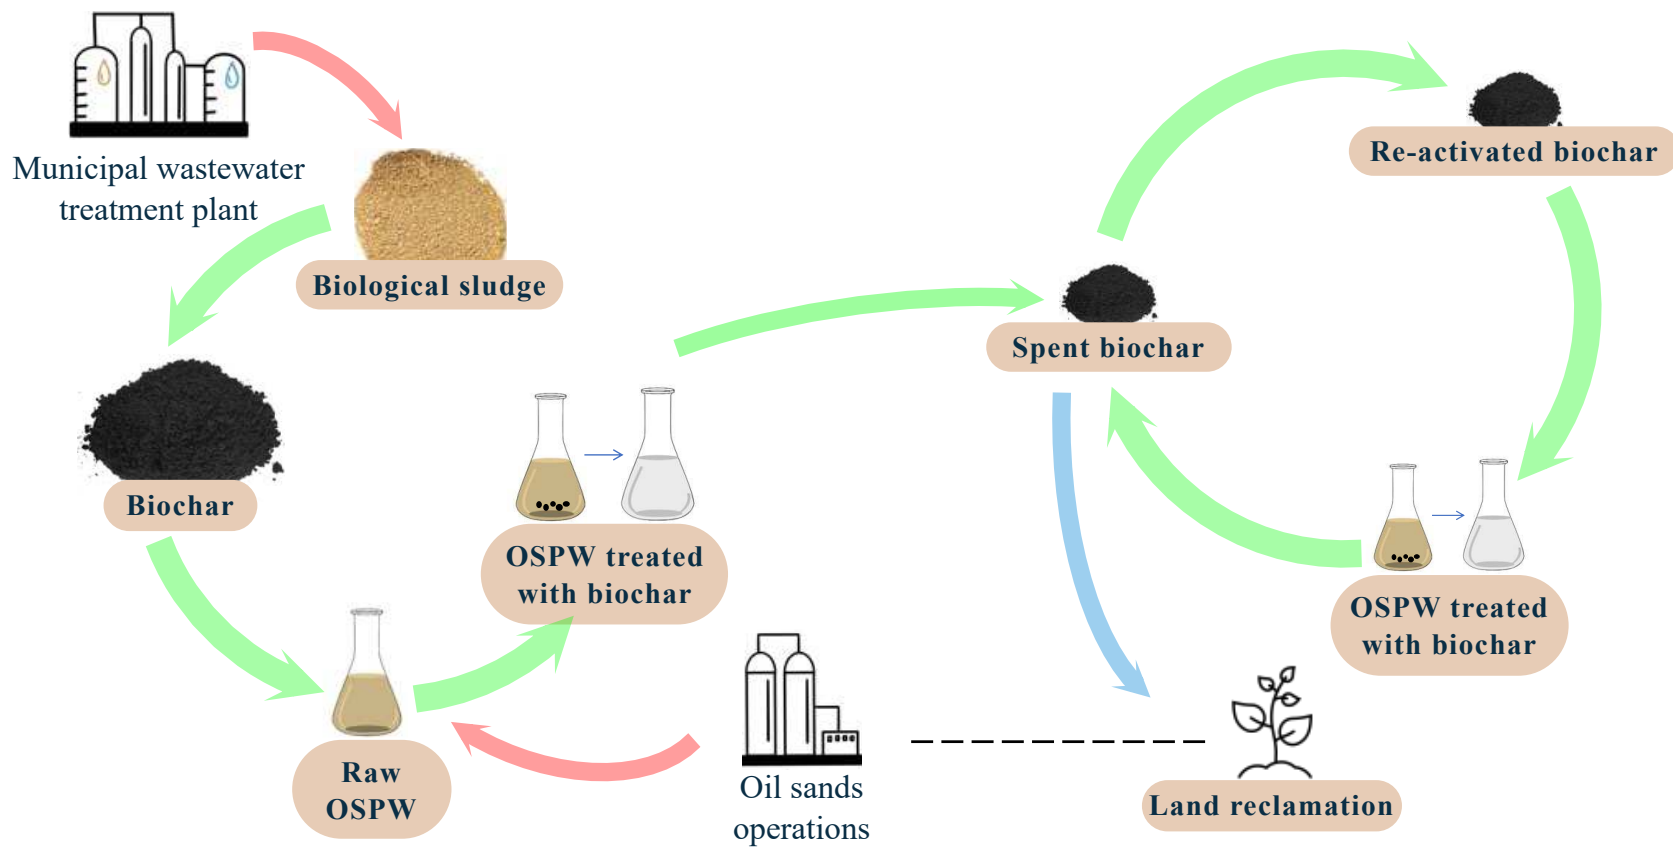 Municipal wastewater
treatment plant
Biological sludge
Biochar
Raw
OSPW
OSPW treated
with biochar
Oil sands
operations
Spent biochar
Re-activated biochar
OSPW treated
with biochar
Land reclamation